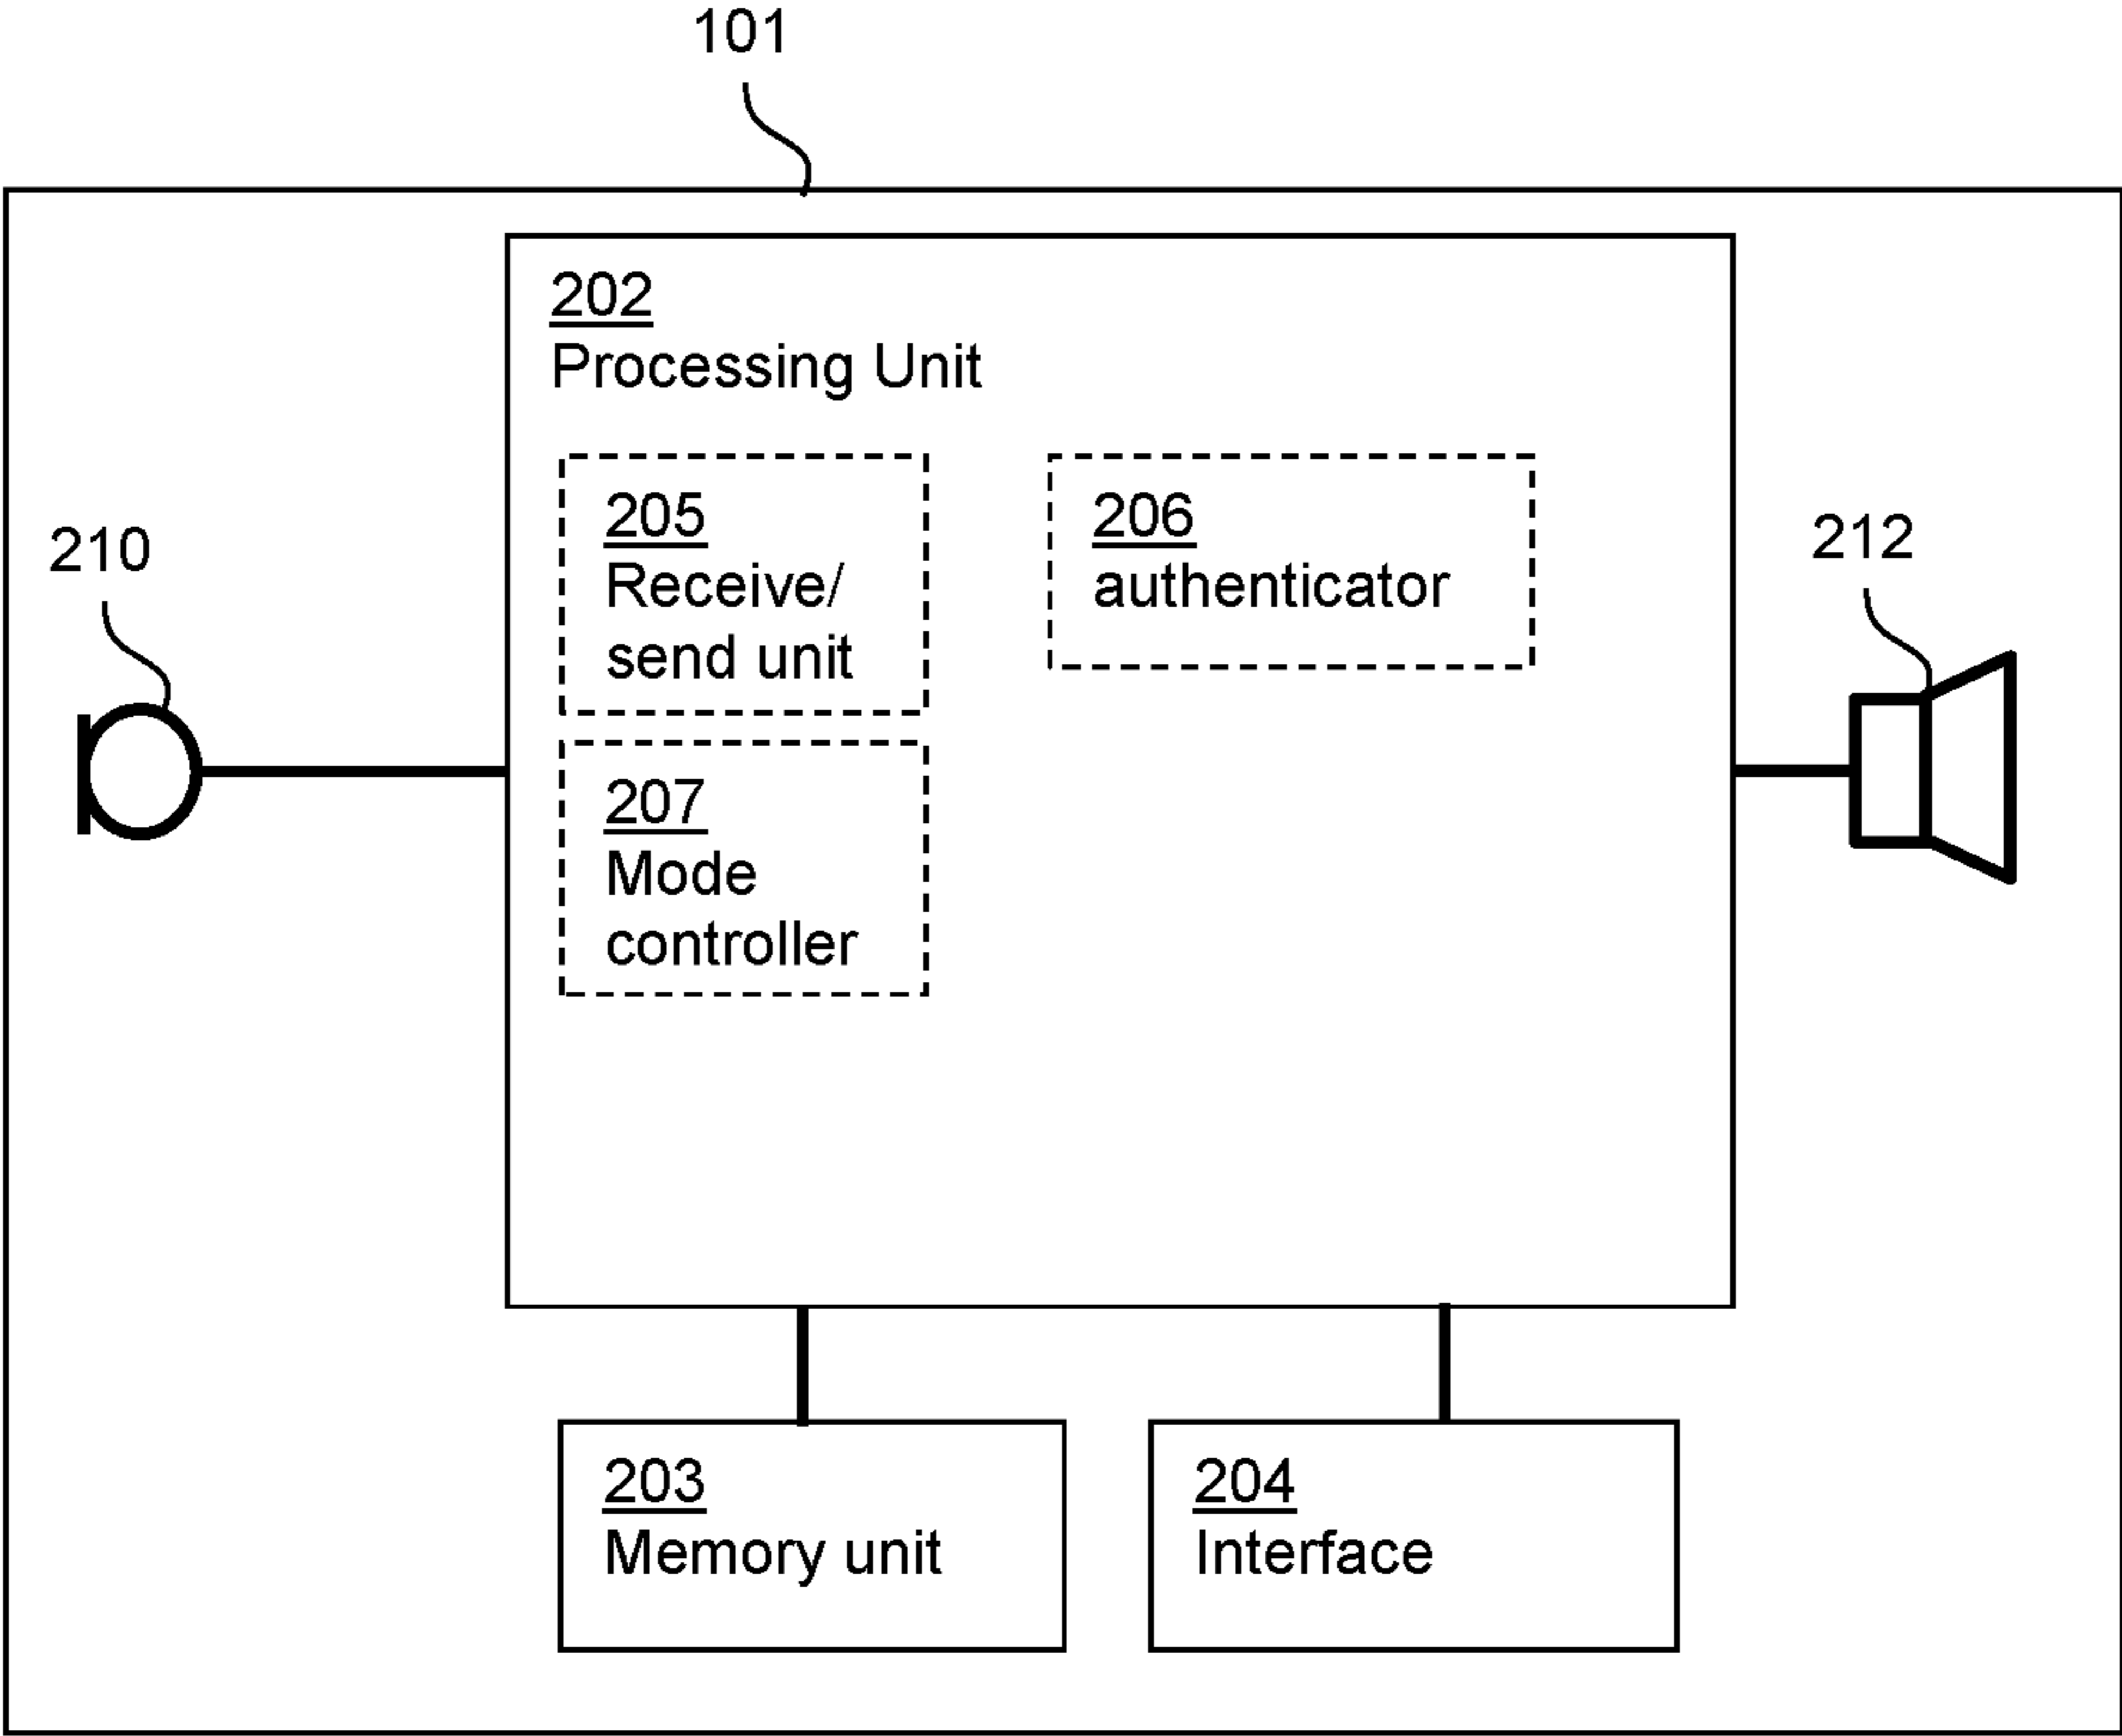 101
202
Processing Unit
205
Receive/
send unit
206
authenticator
210
212
207
Mode
controller
203
Memory unit
204
Interface